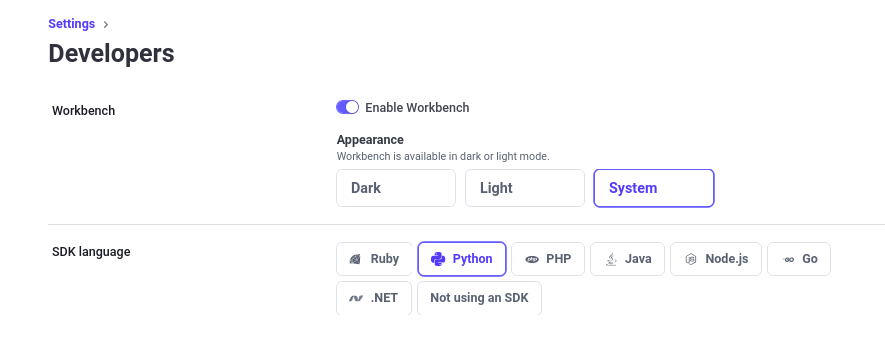 Settings
Developers
Workbench
Enable Workbench
Appearance
Workbench is available in dark or light mode.
Dark Light System
SDK language
Ruby Python PHP Java Node.js Go
.NET Not using an SDK